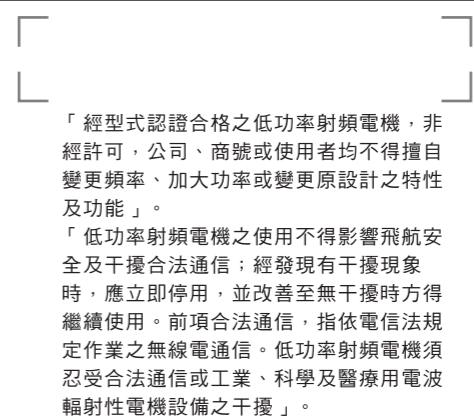 「 經型式認證合格之低功率射頻電機，非
經許可，公司、商號或使用者均不得擅自
變更頻率、加大功率或變更原設計之特性
及功能 」。
「 低功率射頻電機之使用不得影響飛航安
全及干擾合法通信；經發現有干擾現象
時，應立即停用，並改善至無干擾時方得
繼續使用。前項合法通信，指依電信法規
定作業之無線電通信。低功率射頻電機須
忍受合法通信或工業、科學及醫療用電波
輻射性電機設備之干擾 」。